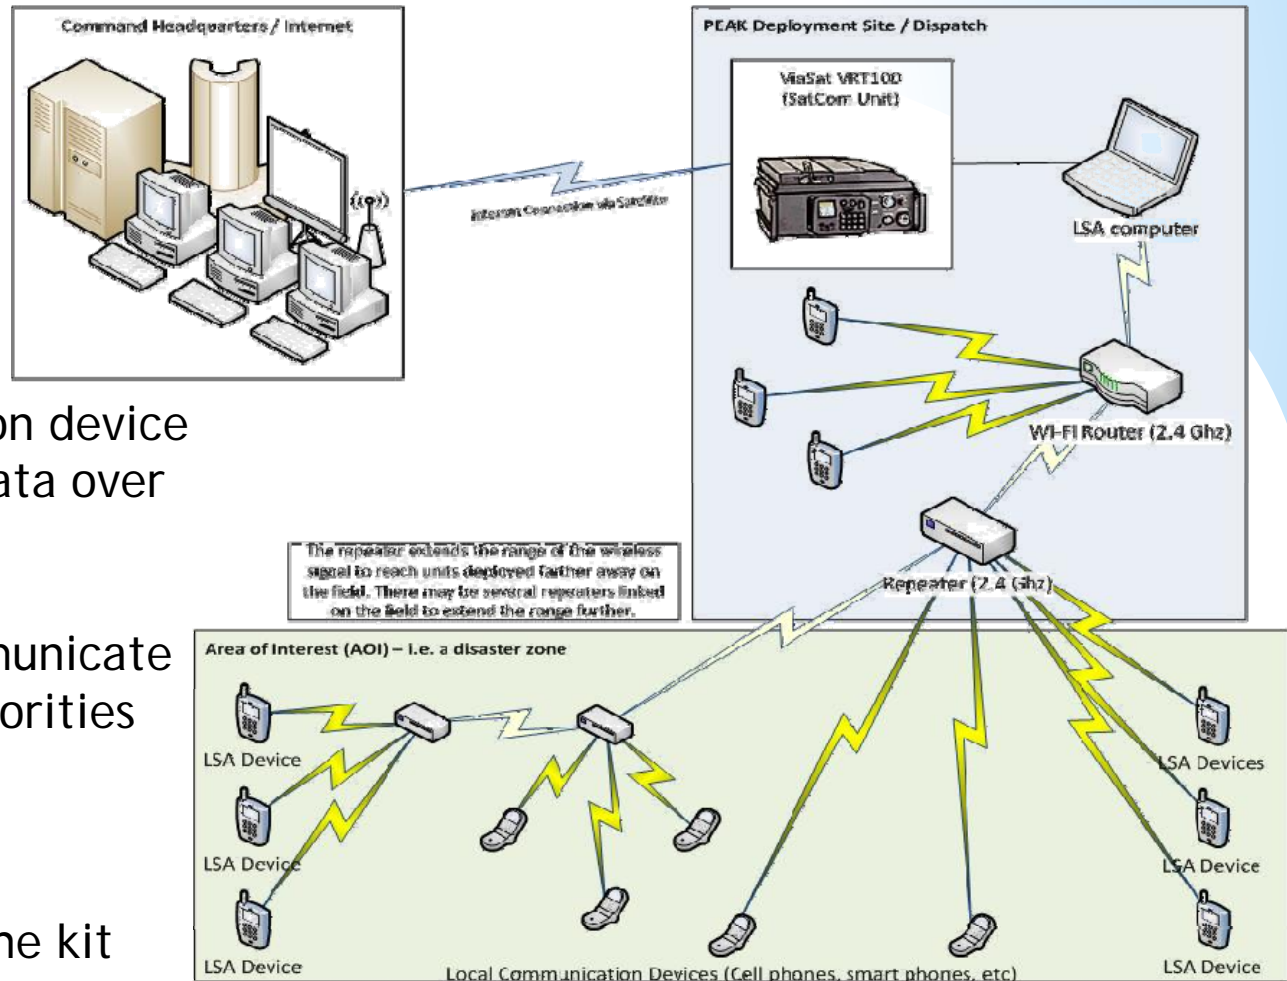 Command Headquarters / Internet
PEAK Deployment Site / Dispatch
ViaSat VRT100
(SatCom Unit)
Internet Connection via Satellite
LSA computer
on device
ata over
WI-FI Router (2.4 Ghz)
The repeater extends the range of the wireless
signal to reach units deployed farther away on
the field. There may be several repeaters linked
on the field to extend the range further.
Repeater (2.4 Ghz)
municate
orities
Area of Interest (AOI) – i.e. a disaster zone
LSA Device
LSA Devices
LSA Device
LSA Device
ne kit
LSA Device
Local Communication Devices (Cell phones, smart phones, etc)
LSA Device